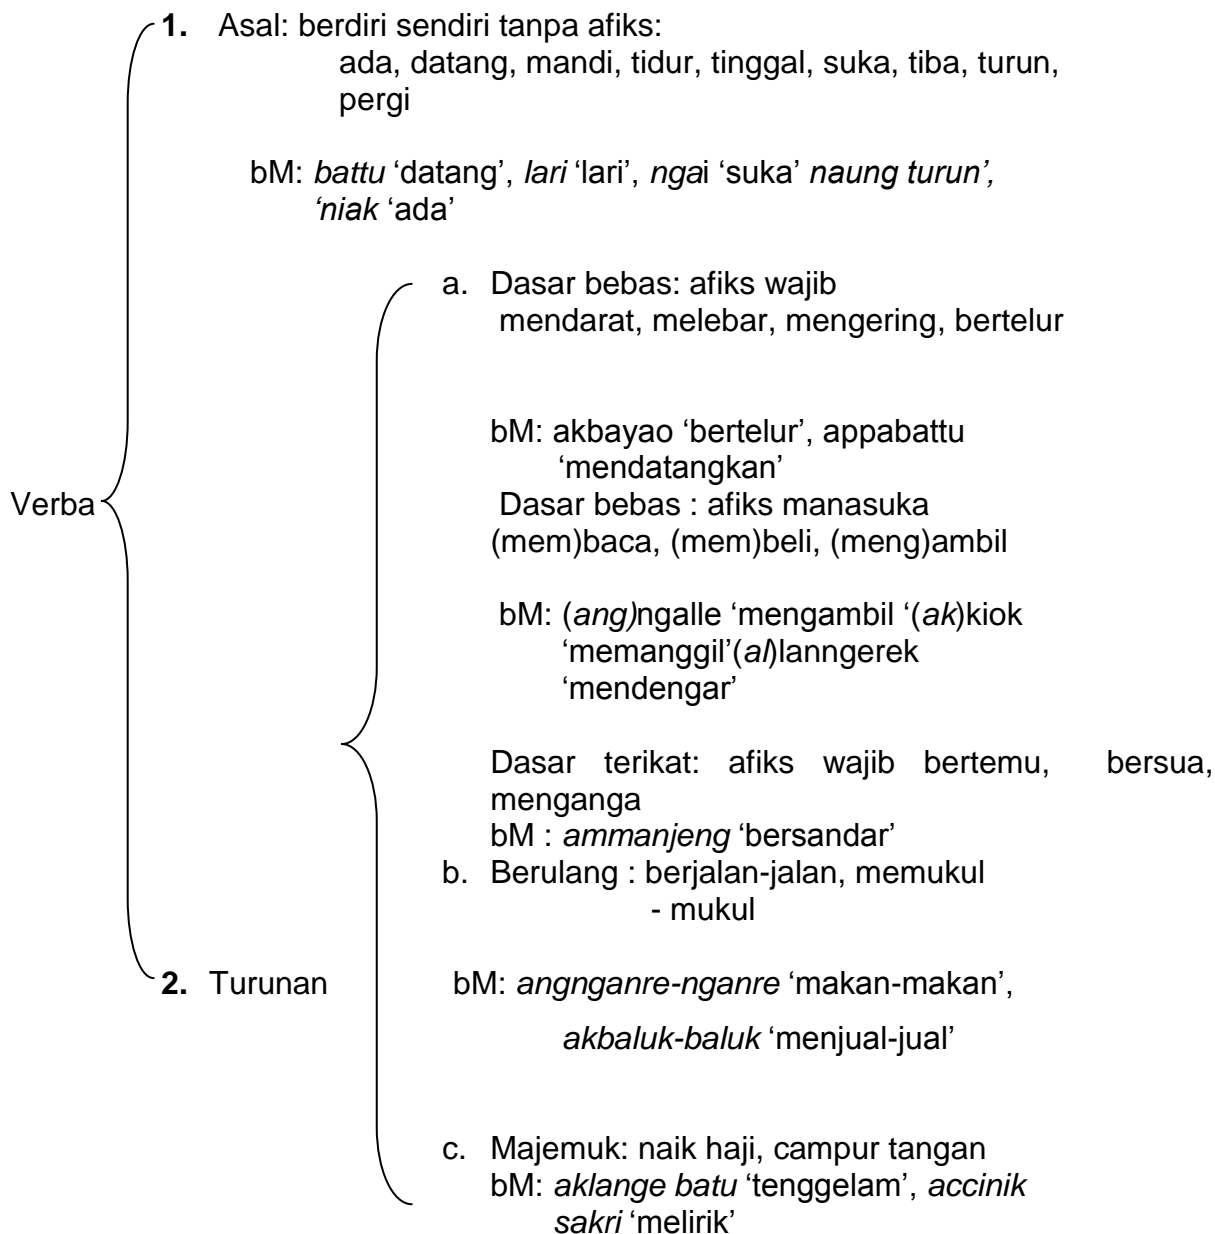 1. Asal: berdiri sendiri tanpa afiks:
ada, datang, mandi, tidur, tinggal, suka, tiba, turun,
pergi
bM: battu ‘datang’, lari ‘lari’, ngai ‘suka’ naung turun’,
‘niak ‘ada’
a. Dasar bebas: afiks wajib
mendarat, melebar, mengering, bertelur
bM: akbayao ‘bertelur’, appabattu
‘mendatangkan’
Verba
Dasar bebas : afiks manasuka
(mem)baca, (mem)beli, (meng)ambil
bM: (ang)ngalle ‘mengambil ‘(ak)kiok
‘memanggil’(al)lanngerek
‘mendengar’
Dasar terikat: afiks wajib bertemu, bersua,
menganga
bM : ammanjeng ‘bersandar’
b. Berulang : berjalan-jalan, memukul
- mukul
2. Turunan
bM: angnganre-nganre ‘makan-makan’,
akbaluk-baluk ‘menjual-jual’
c. Majemuk: naik haji, campur tangan
bM: aklange batu ‘tenggelam’, accinik
sakri ‘melirik’